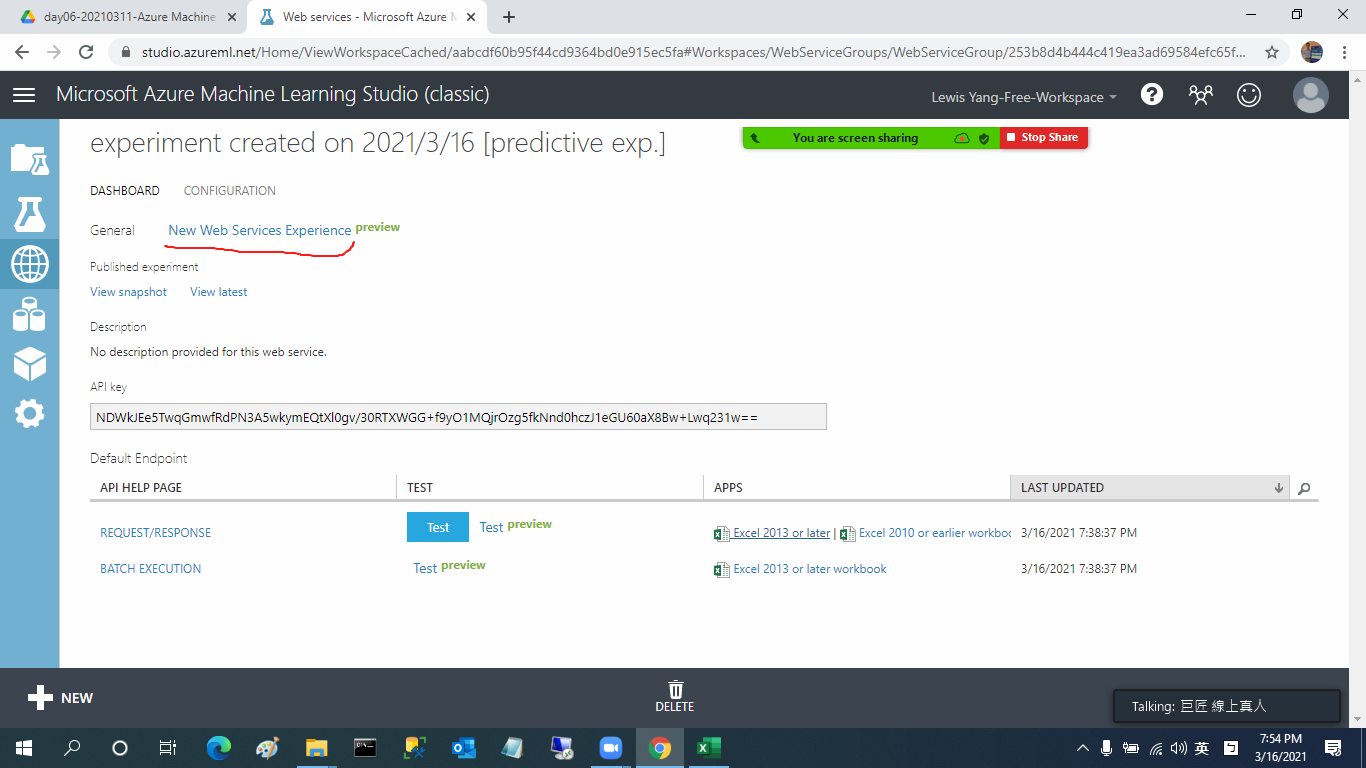 day06-20210311-Azure Machine
Web services - Microsoft Azure M
studio.azureml.net/Home/ViewWorkspaceCached/aabcdf60b95f44cd9364bd0e915ec5fa#Workspaces/WebServiceGroups/WebServiceGroup/253b8d4b444c419ea3ad69584efc65f...
Microsoft Azure Machine Learning Studio (classic)
Lewis Yang-Free-Workspace
experiment created on 2021/3/16 [predictive exp.]
You are screen sharing
Stop Share
DASHBOARD CONFIGURATION
General New Web Services Experience preview
Published experiment
View snapshot View latest
Description
No description provided for this web service.
API key
NDWkJEe5TwqGmwfRdPN3A5wkymEQtXl0gv/30RTXWGG+f9yO1MQjrOzg5fkNnd0hczJ1eGU60aX8Bw+Lwq231w==
Default Endpoint
API HELP PAGE TEST APPS LAST UPDATED
REQUEST/RESPONSE Test Test preview Excel 2013 or later | Excel 2010 or earlier workboo 3/16/2021 7:38:37 PM
BATCH EXECUTION Test preview Excel 2013 or later workbook 3/16/2021 7:38:37 PM
NEW
DELETE
Talking: 巨匠 線上真人
英
7:54 PM
3/16/2021